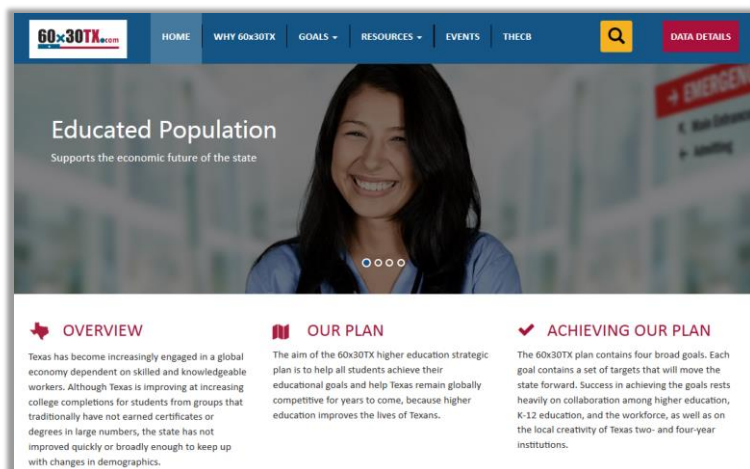 60x30TX.com
HOME
WHY 60x30TX
GOALS
RESOURCES
EVENTS
THECB
DATA DETAILS
Educated Population
Supports the economic future of the state
EMERGEN
Main Entrance
Admitting
OVERVIEW
Texas has become increasingly engaged in a global
economy dependent on skilled and knowledgeable
workers. Although Texas is improving at increasing
college completions for students from groups that
traditionally have not earned certificates or
degrees in large numbers, the state has not
improved quickly or broadly enough to keep up
with changes in demographics.
OUR PLAN
The aim of the 60x30TX higher education strategic
plan is to help all students achieve their
educational goals and help Texas remain globally
competitive for years to come, because higher
education improves the lives of Texans.
ACHIEVING OUR PLAN
The 60x30TX plan contains four broad goals. Each
goal contains a set of targets that will move the
state forward. Success in achieving the goals rests
heavily on collaboration among higher education,
K-12 education, and the workforce, as well as on
the local creativity of Texas two- and four-year
institutions.